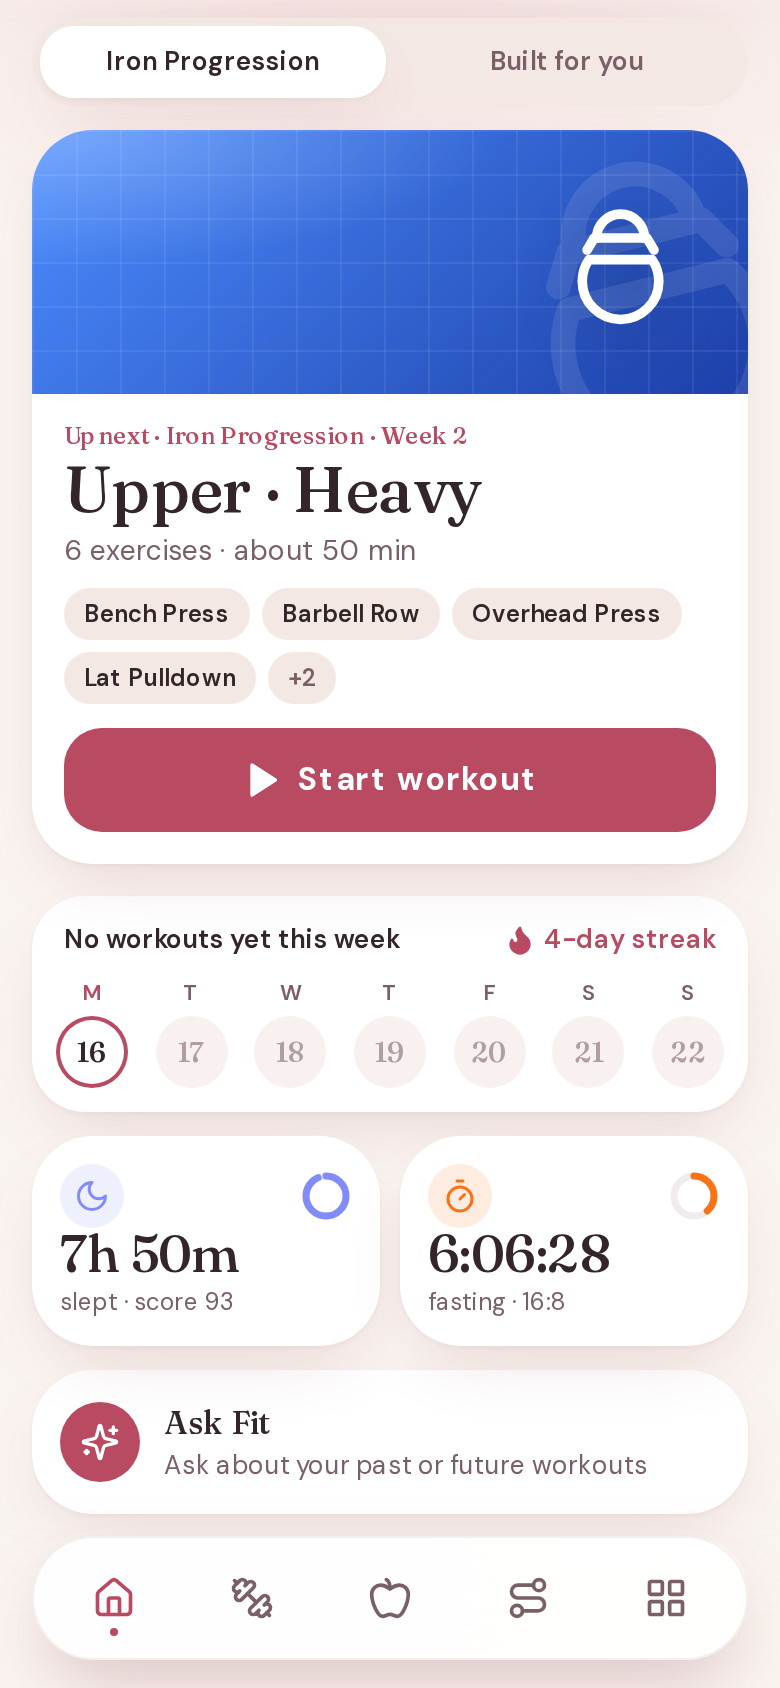 Iron Progression
Built for you
Up next · Iron Progression · Week 2
Upper · Heavy
6 exercises · about 50 min
Bench Press
Barbell Row
Overhead Press
Lat Pulldown
+2
Start workout
No workouts yet this week
4-day streak
M T W T F S S
16 17 18 19 20 21 22
7h 50m
slept · score 93
6:06:28
fasting · 16:8
Ask Fit
Ask about your past or future workouts